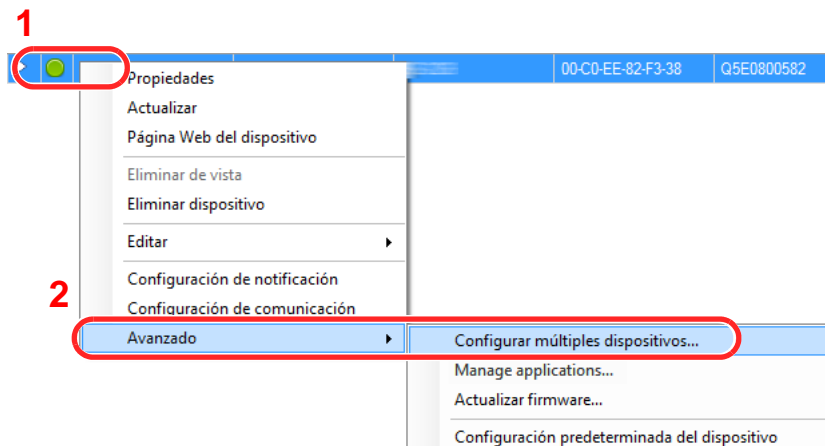 1
00-C0-EE-82-F3-38 Q5E0800582
Propiedades
Actualizar
Página Web del dispositivo
Eliminar de vista
Eliminar dispositivo
Editar
Configuración de notificación
2
Configuración de comunicación
Avanzado
Configurar múltiples dispositivos...
Manage applications...
Actualizar firmware...
Configuración predeterminada del dispositivo